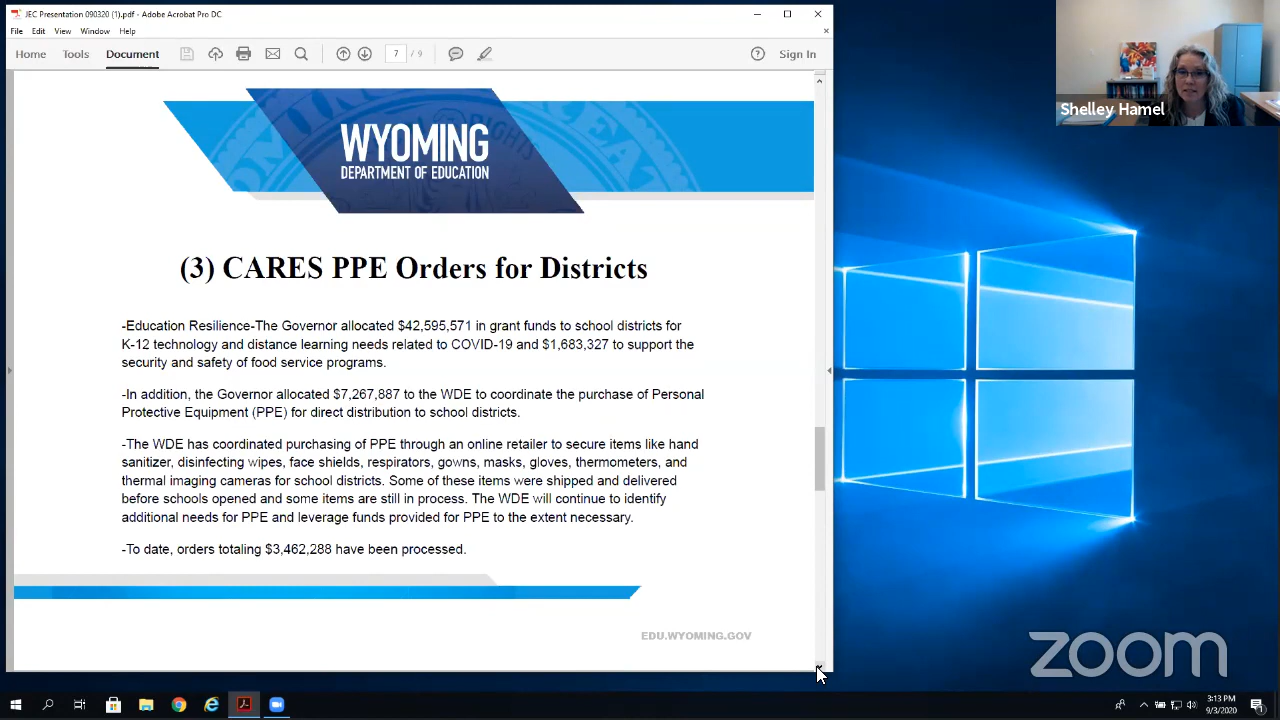 JEC Presentation 090320 (1).pdf - Adobe Acrobat Pro DC
File Edit View Window Help
Home Tools Document 7 / 9 Sign In
WYOMING
DEPARTMENT OF EDUCATION
(3) CARES PPE Orders for Districts
-Education Resilience-The Governor allocated $42,595,571 in grant funds to school districts for
K-12 technology and distance learning needs related to COVID-19 and $1,683,327 to support the
security and safety of food service programs.
-In addition, the Governor allocated $7,267,887 to the WDE to coordinate the purchase of Personal
Protective Equipment (PPE) for direct distribution to school districts.
-The WDE has coordinated purchasing of PPE through an online retailer to secure items like hand
sanitizer, disinfecting wipes, face shields, respirators, gowns, masks, gloves, thermometers, and
thermal imaging cameras for school districts. Some of these items were shipped and delivered
before schools opened and some items are still in process. The WDE will continue to identify
additional needs for PPE and leverage funds provided for PPE to the extent necessary.
-To date, orders totaling $3,462,288 have been processed.
EDU.WYOMING.GOV
Shelley Hamel
zoom
3:13 PM
9/3/2020